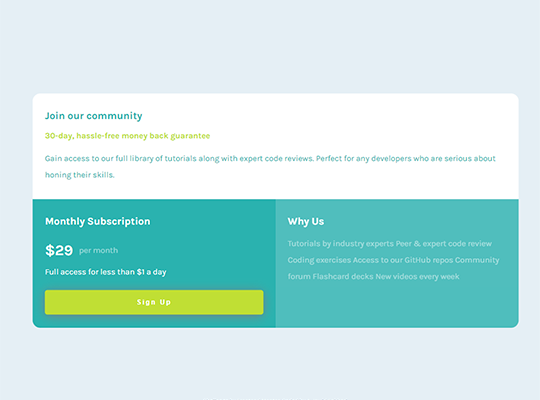 Join our community
30-day, hassle-free money back guarantee
Gain access to our full library of tutorials along with expert code reviews. Perfect for any developers who are serious about
honing their skills.
Monthly Subscription
$29 per month
Full access for less than $1 a day
Sign Up
Why Us
Tutorials by industry experts Peer & expert code review
Coding exercises Access to our GitHub repos Community
forum Flashcard decks New videos every week